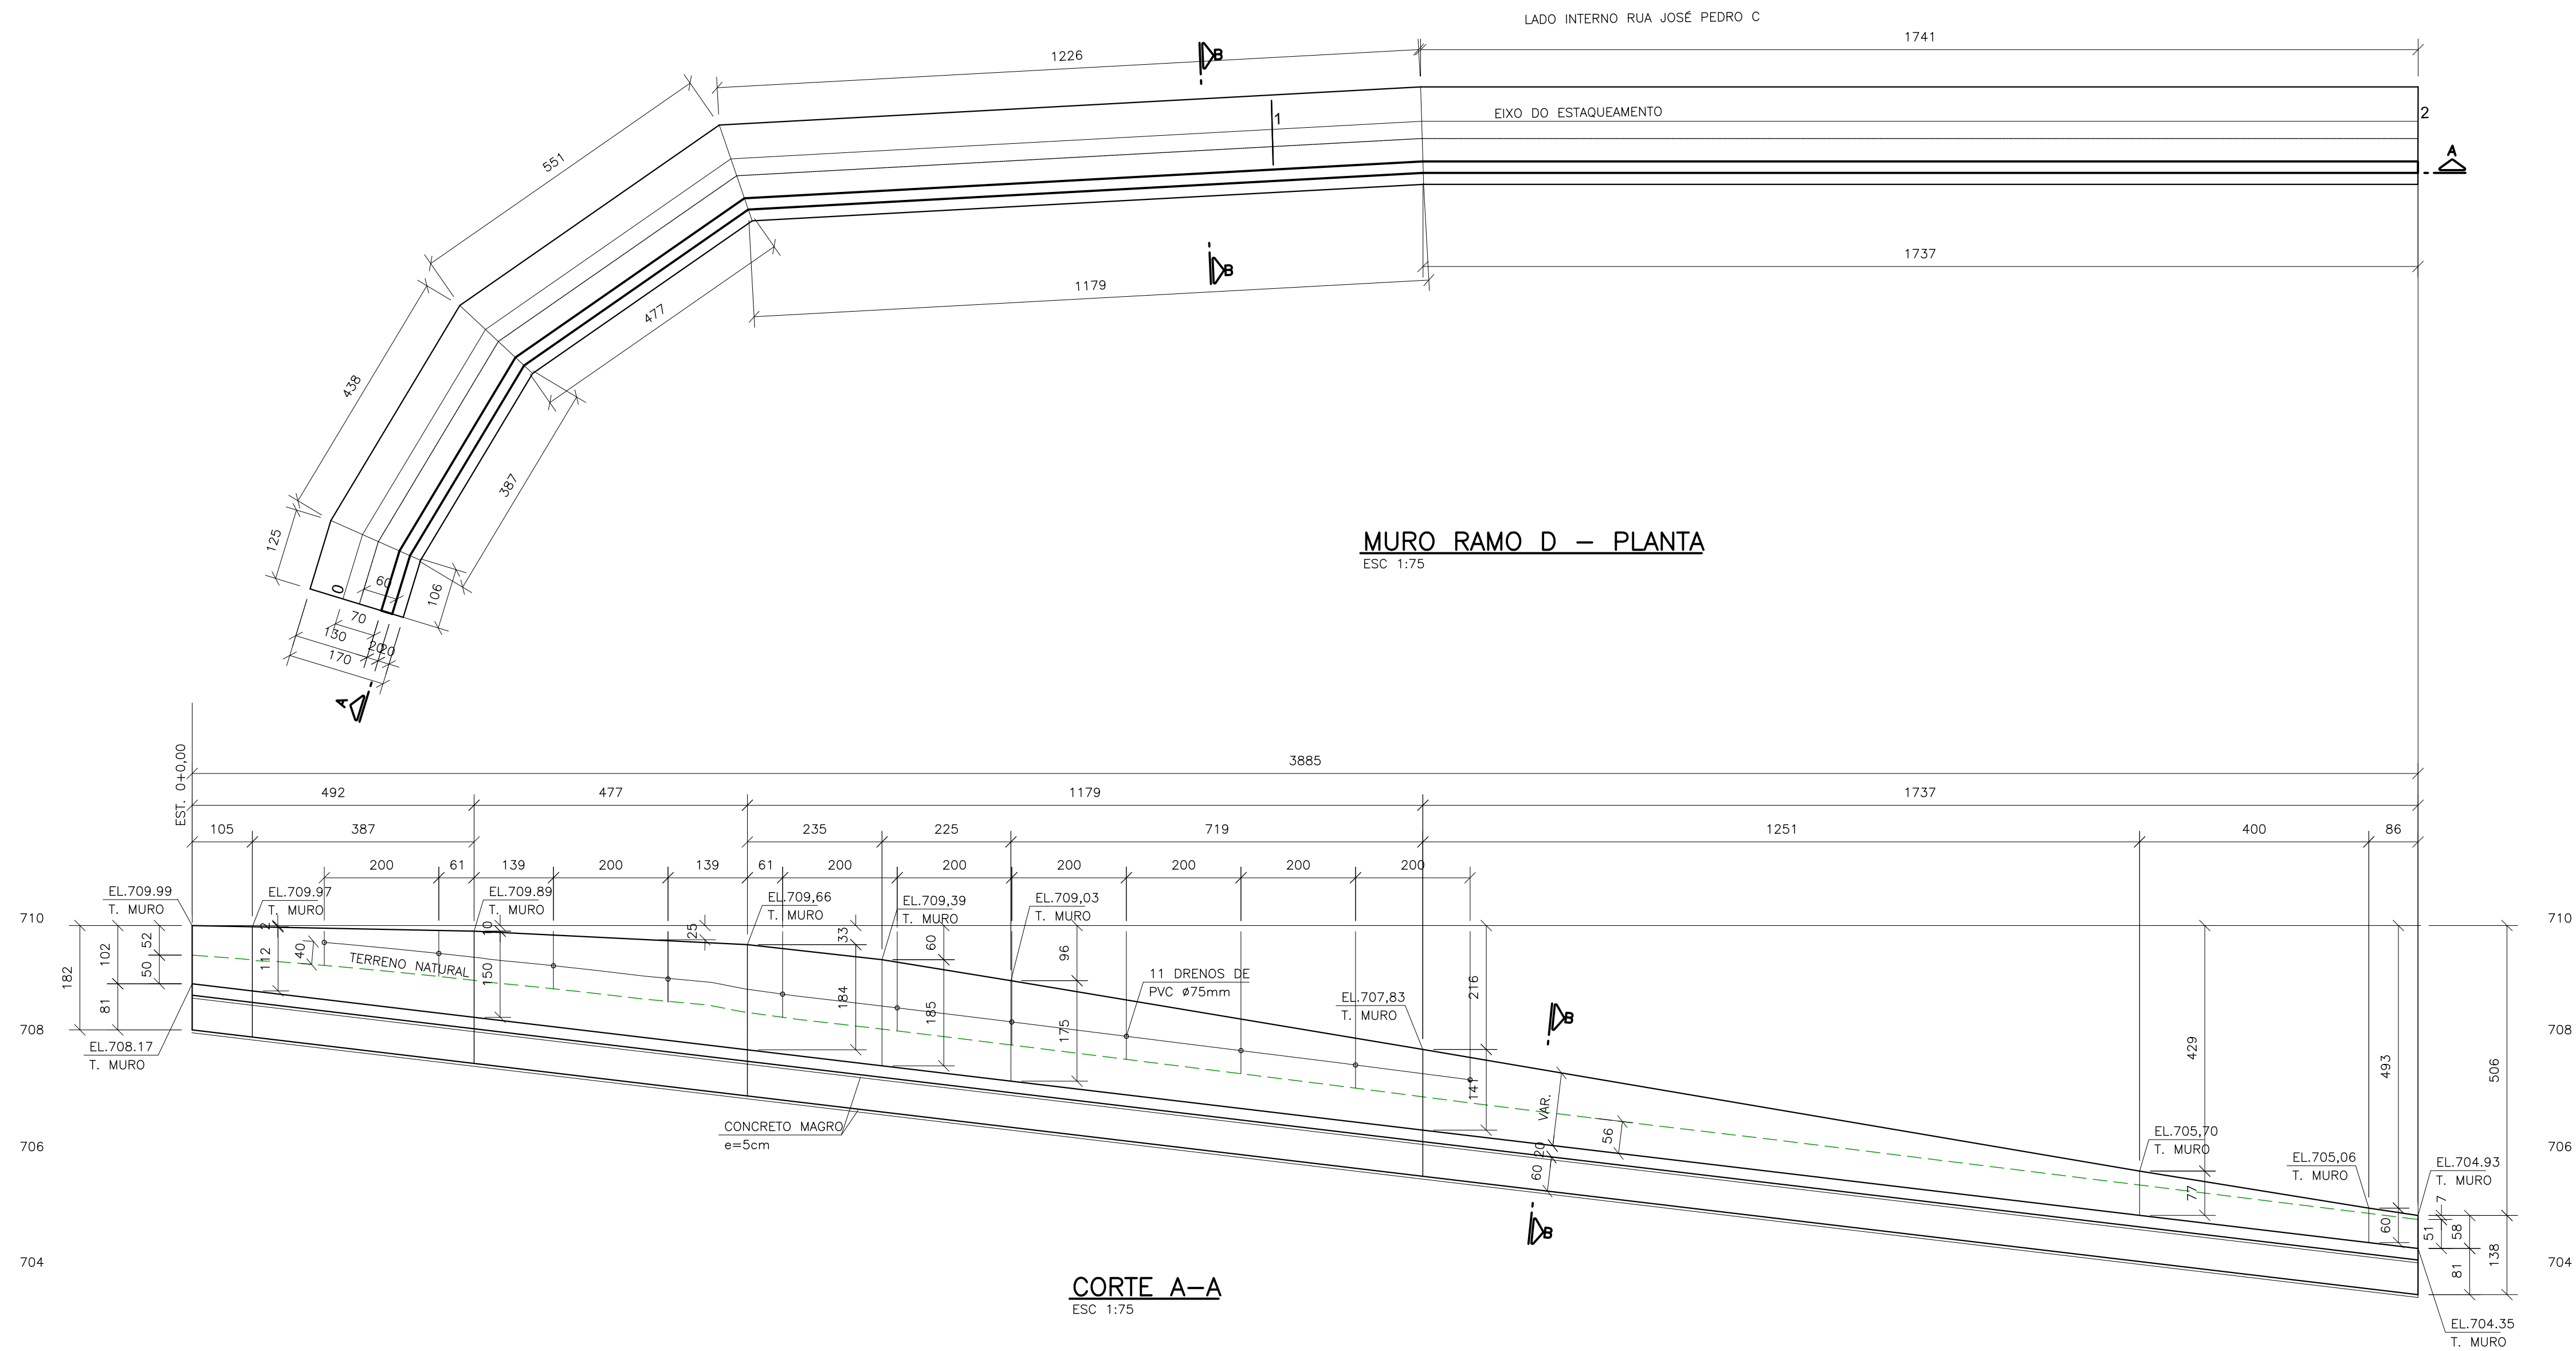 LADO INTERNO RUA JOSÉ PEDRO C
1226
1741
B
551
EIXO DO ESTAQUEAMENTO
1
2
A
438
477
1179
B
1737
387
125
0
60
106
70
130
20
20
170
A
MURO RAMO D – PLANTA
ESC 1:75
EST. 0+0,00
3885
492
477
1179
1737
105
387
235
225
719
1251
400
86
200
61
139
200
139
61
200
200
200
200
200
200
EL.709.99
T. MURO
EL.709.97
T. MURO
EL.709.89
T. MURO
EL.709,66
T. MURO
EL.709,39
T. MURO
EL.709,03
T. MURO
710
710
182
102
52
50
81
2
112
40
TERRENO NATURAL
10
150
25
33
184
60
185
96
175
11 DRENOS DE
PVC ø75mm
EL.707,83
T. MURO
216
141
B
429
493
506
708
708
EL.708.17
T. MURO
CONCRETO MAGRO
e=5cm
VAR.
20
60
56
706
706
EL.705,70
T. MURO
EL.705,06
T. MURO
EL.704.93
T. MURO
77
60
7
51
58
81
138
B
704
704
EL.704.35
T. MURO
CORTE A–A
ESC 1:75